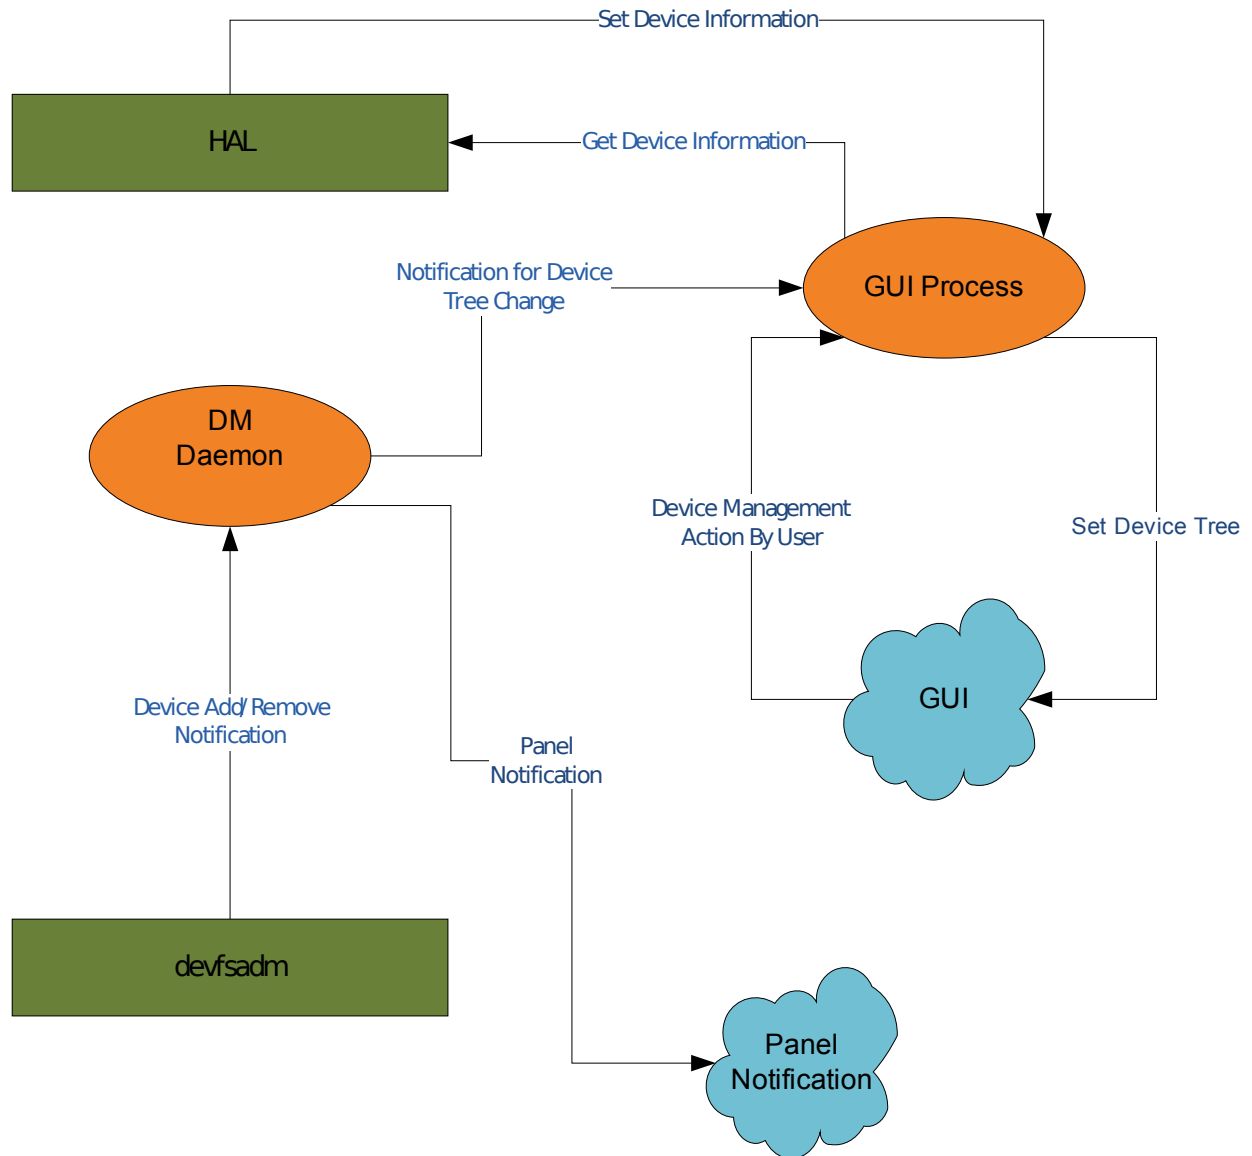 Set Device Information
HAL
Get Device Information
Notification for Device
Tree Change
GUI Process
DM
Daemon
Device Management
Action By User
Set Device Tree
GUI
Device Add/Remove
Notification
Panel
Notification
devfsadm
Panel
Notification